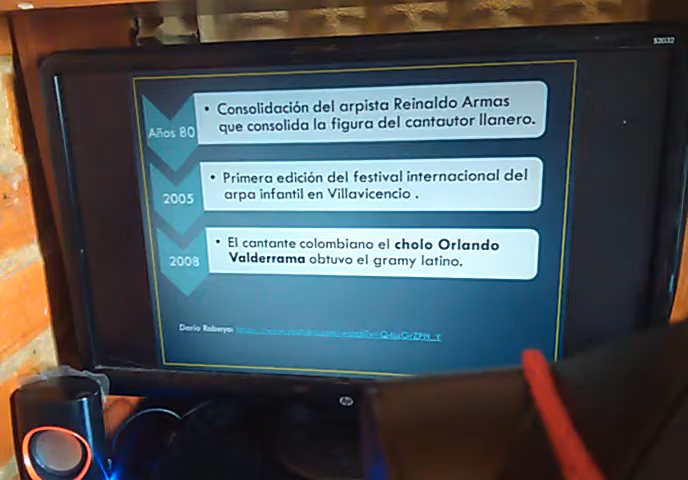 S2032
Años 80
• Consolidación del arpista Reinaldo Armas
que consolida la figura del cantautor llanero.
2005
• Primera edición del festival internacional del
arpa infantil en Villavicencio .
2008
• El cantante colombiano el cholo Orlando
Valderrama obtuvo el gramy latino.
Dario Robayo:
hp